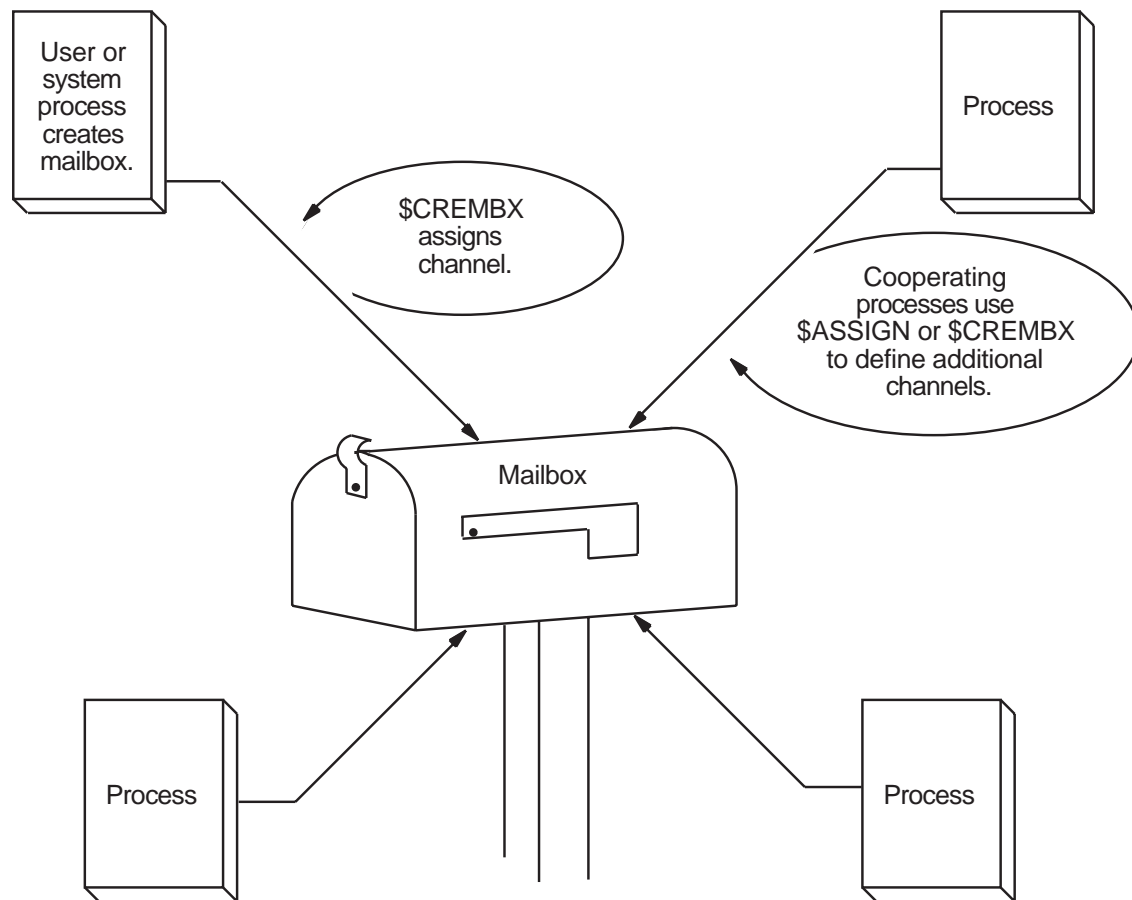 User or
system
process
creates
mailbox.
Process
$CREMBX
assigns
channel.
Cooperating
processes use
$ASSIGN or $CREMBX
to define additional
channels.
Mailbox
Process
Process